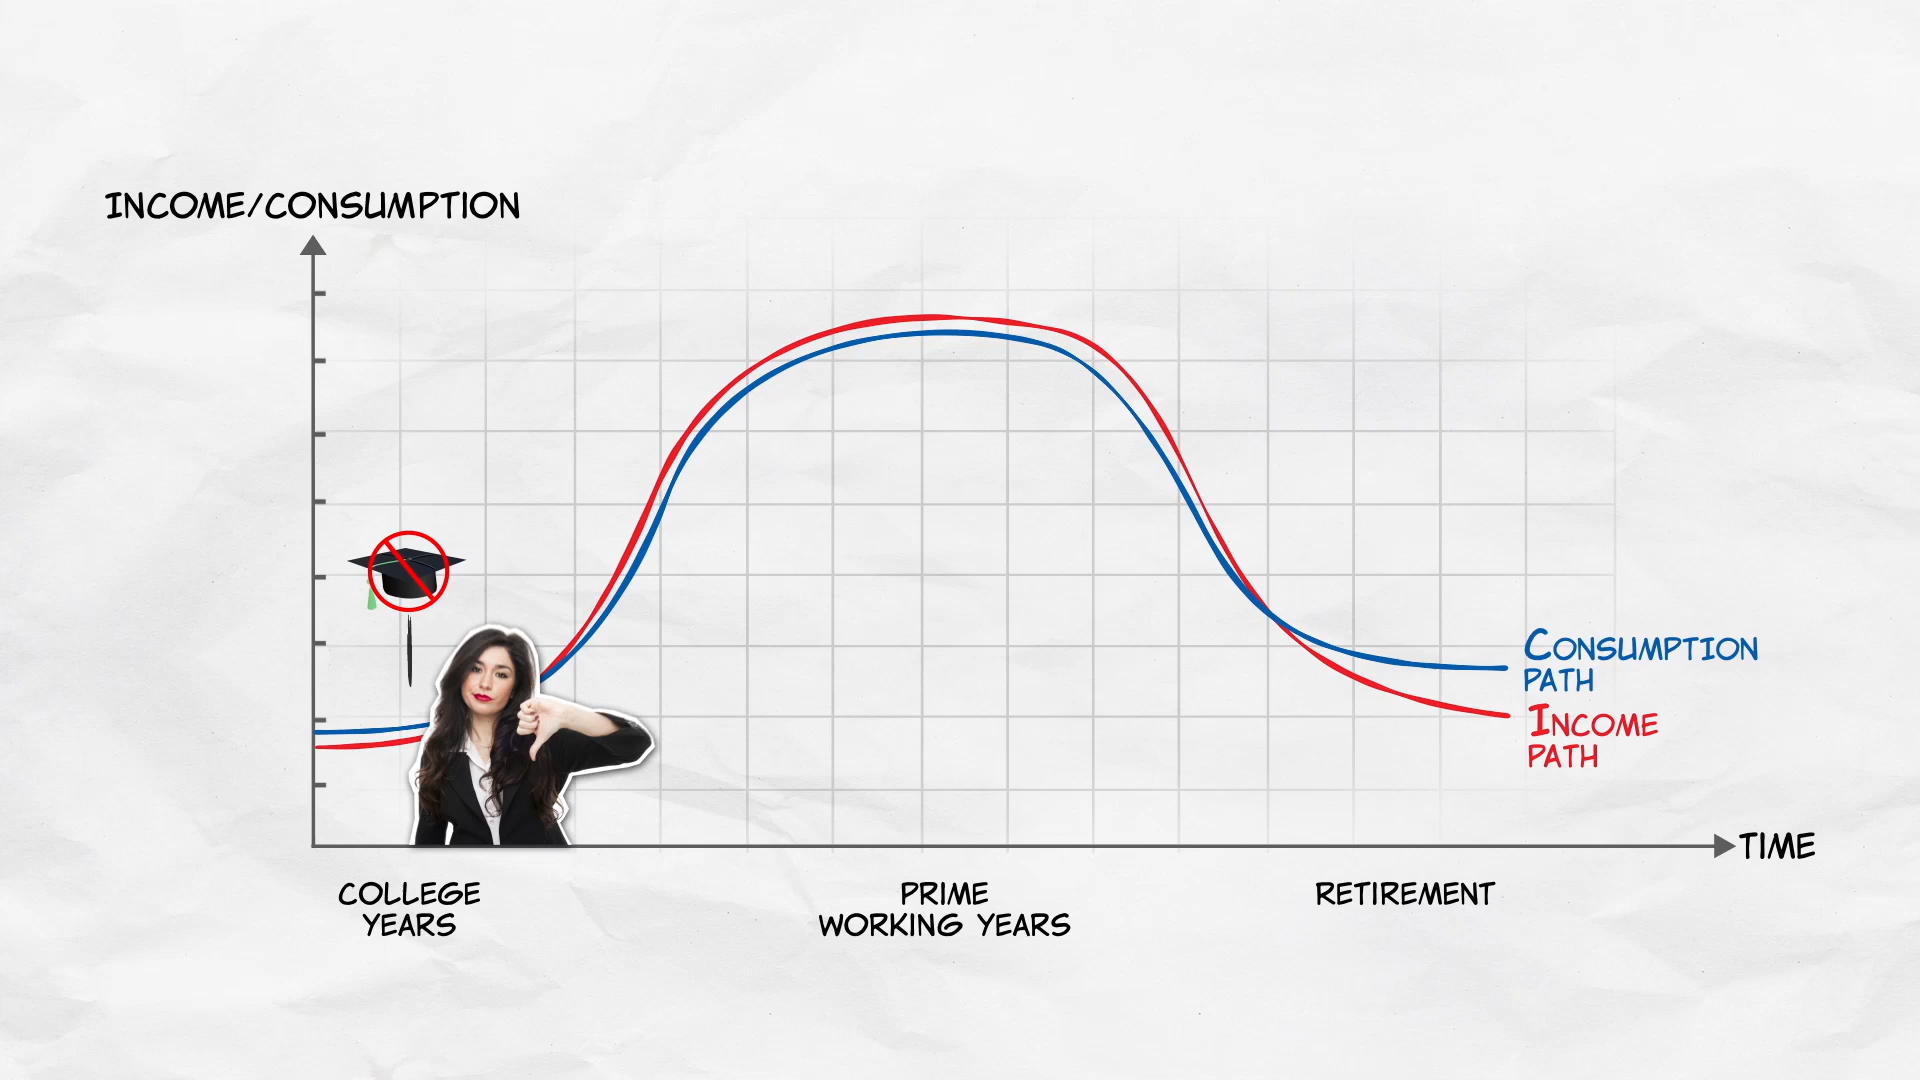 INCOME/CONSUMPTION
CONSUMPTION
PATH
INCOME
PATH
TIME
COLLEGE
YEARS
PRIME
WORKING YEARS
RETIREMENT